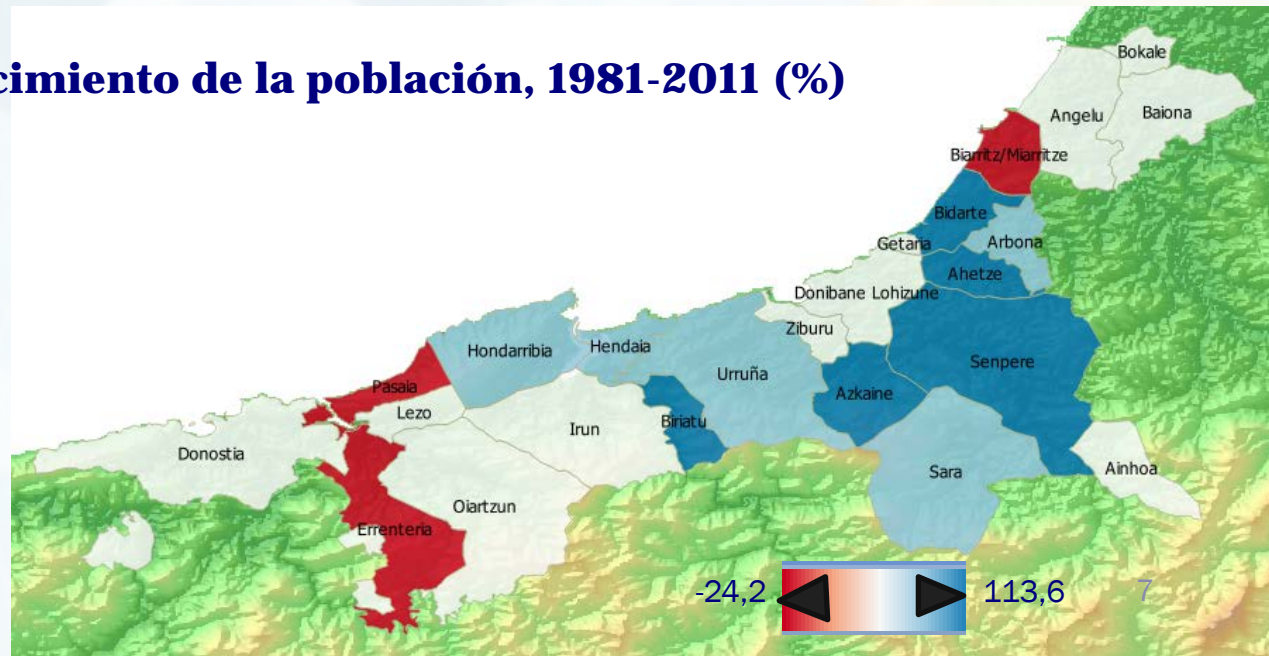 cimiento de la población, 1981-2011 (%)
Bokale
Angelu
Baiona
Biarritz/Miarritze
Bidarte
Getaria
Arbona
Ahetze
Donibane Lohizune
Ziburu
Hondarribia
Hendaia
Urruña
Senpere
Pasaia
Azkaine
Lezo
Biriatu
Irun
Donostia
Sara
Ainhoa
Oiartzun
Errenteria
-24,2
113,6
7